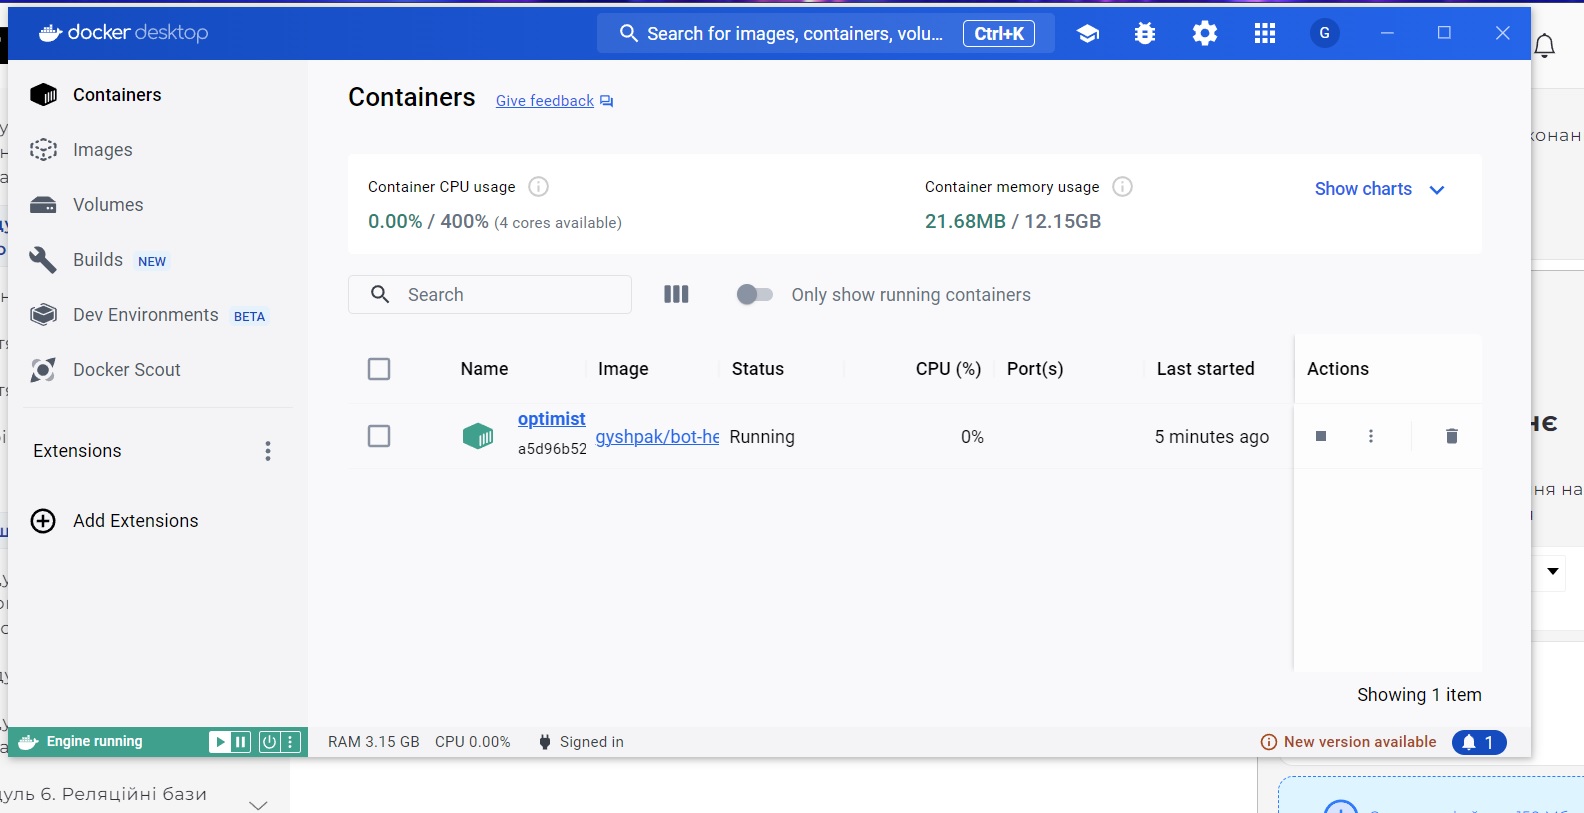 docker desktop
Search for images, containers, volu...
Ctrl+K
G
Containers
Images
Volumes
Builds NEW
Dev Environments BETA
Docker Scout
Extensions
Add Extensions
Containers
Give feedback
Container CPU usage
0.00% / 400% (4 cores available)
Container memory usage
21.68MB / 12.15GB
Show charts
Search
Only show running containers
Name Image Status CPU (%) Port(s) Last started Actions
optimist
a5d96b52
gyshpak/bot-he
Running
0%
5 minutes ago
Showing 1 item
Engine running
RAM 3.15 GB CPU 0.00% Signed in
New version available
1
уль 6. Реляційні бази
конан
ня на